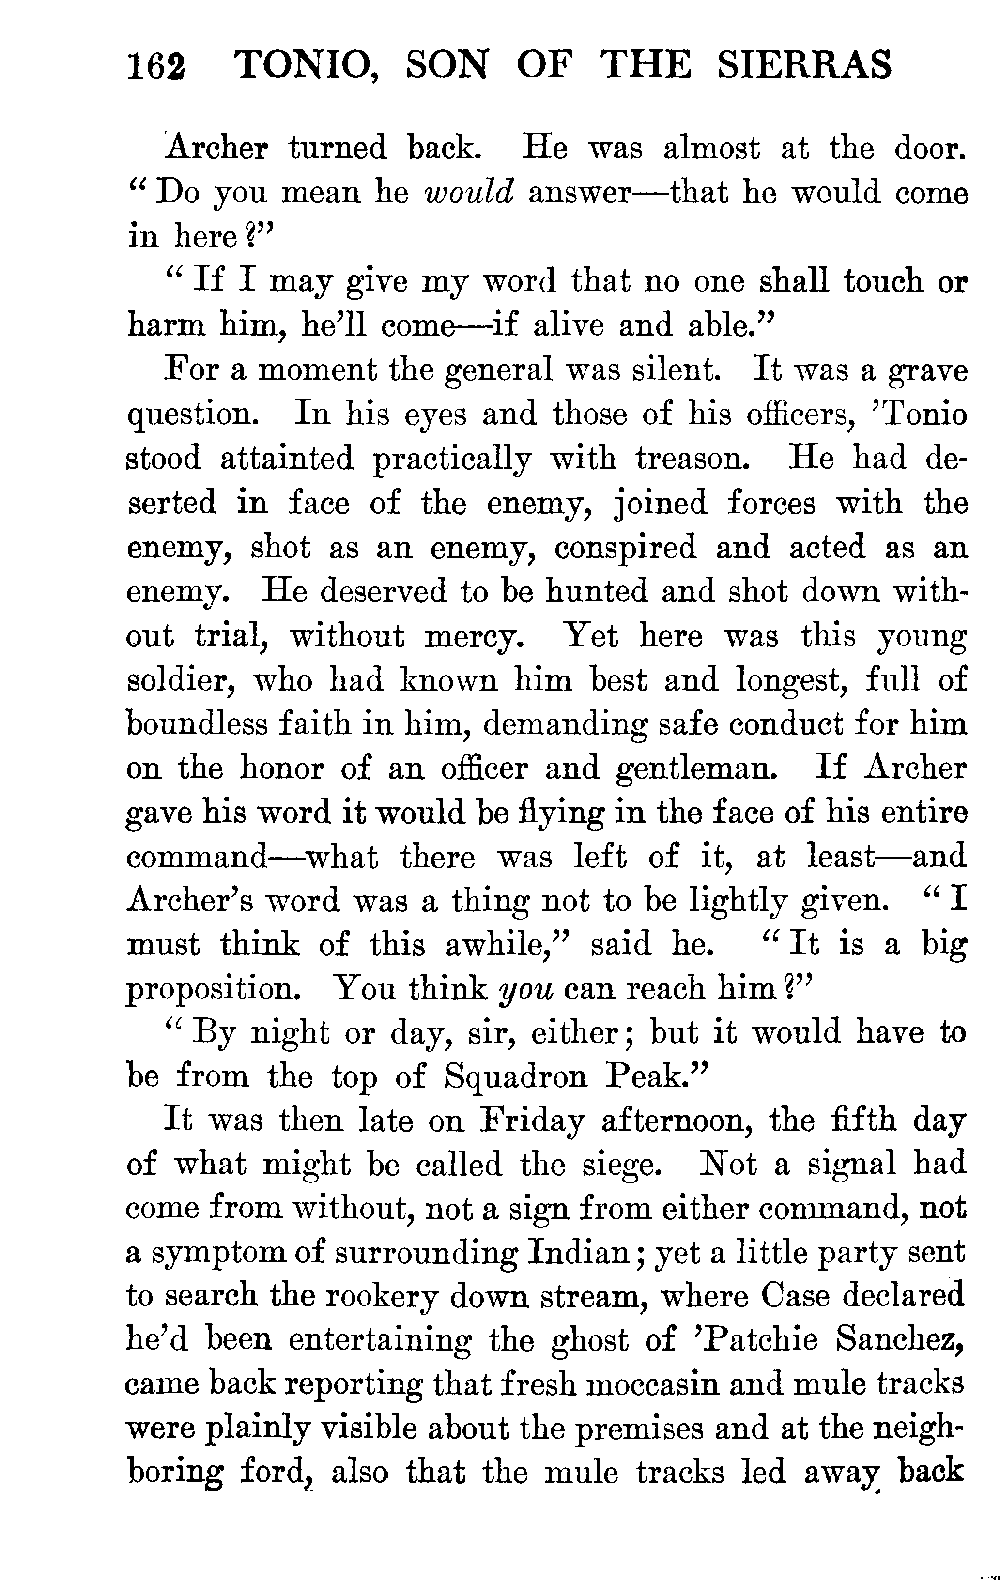 162 TONIO, SON OF THE SIERRAS
Archer turned back. He was almost at the door.
“ Do you mean he would answer—that he would come
in here ?”
“ If I may give my word that no one shall touch or
harm him, he’ll come—if alive and able.”
For a moment the general was silent. It was a grave
question. In his eyes and those of his officers, ’Tonio
stood attainted practically with treason. He had de-
serted in face of the enemy, joined forces with the
enemy, shot as an enemy, conspired and acted as an
enemy. He deserved to be hunted and shot down with-
out trial, without mercy. Yet here was this young
soldier, who had known him best and longest, full of
boundless faith in him, demanding safe conduct for him
on the honor of an officer and gentleman. If Archer
gave his word it would be flying in the face of his entire
command—what there was left of it, at least—and
Archer’s word was a thing not to be lightly given. “ I
must think of this awhile,” said he. “ It is a big
proposition. You think you can reach him ?”
“ By night or day, sir, either; but it would have to
be from the top of Squadron Peak.”
It was then late on Friday afternoon, the fifth day
of what might be called the siege. Not a signal had
come from without, not a sign from either command, not
a symptom of surrounding Indian; yet a little party sent
to search the rookery down stream, where Case declared
he’d been entertaining the ghost of ’Patchie Sanchez,
came back reporting that fresh moccasin and mule tracks
were plainly visible about the premises and at the neigh-
boring ford, also that the mule tracks led away back